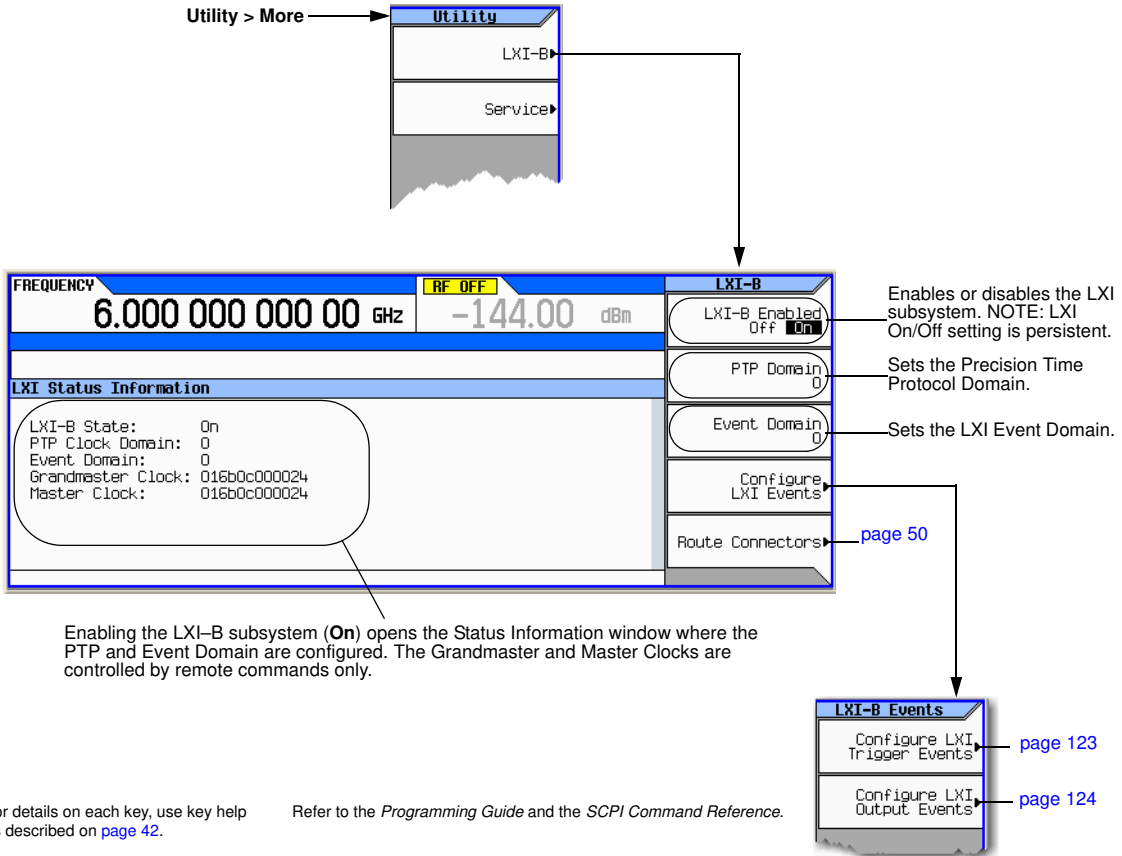 Utility > More
Utility
LXI-B
Service
FREQUENCY
6.000 000 000 00 GHz
RF OFF
-144.00 dBm
LXI Status Information
LXI-B State: On
PTP Clock Domain: 0
Event Domain: 0
Grandmaster Clock: 016b0c000024
Master Clock: 016b0c000024
LXI-B
LXI-B Enabled
Off On
PTP Domain
0
Event Domain
0
Configure
LXI Events
Route Connectors
Enables or disables the LXI
subsystem. NOTE: LXI
On/Off setting is persistent.
Sets the Precision Time
Protocol Domain.
Sets the LXI Event Domain.
page 50
Enabling the LXI–B subsystem (On) opens the Status Information window where the
PTP and Event Domain are configured. The Grandmaster and Master Clocks are
controlled by remote commands only.
LXI-B Events
Configure LXI
Trigger Events
page 123
Configure LXI
Output Events
page 124
or details on each key, use key help
s described on page 42.
Refer to the Programming Guide and the SCPI Command Reference.